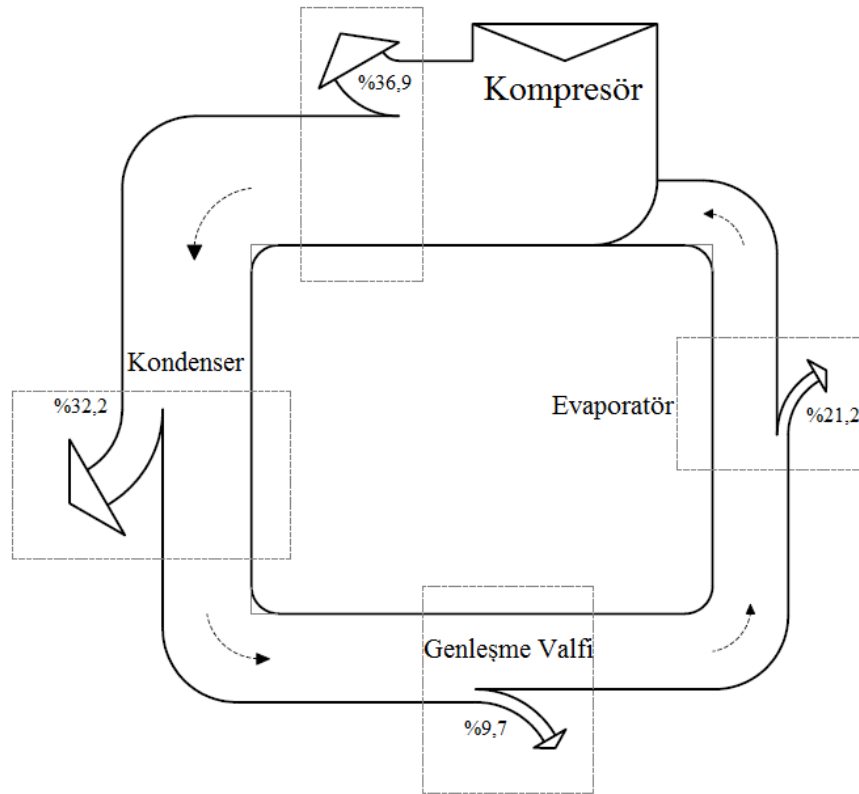 %36,9
Kompresör
Kondenser
%32,2
Evaporatör
%21,2
Genleşme Valfi
%9,7